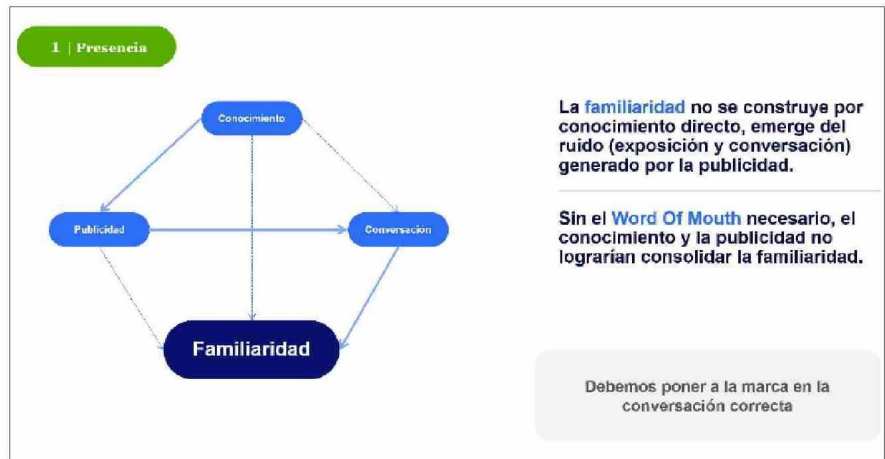 1 | Presencia
Conocimiento
Publicidad
Conversación
Familiaridad
La familiaridad no se construye por
conocimiento directo, emerge del
ruido (exposición y conversación)
generado por la publicidad.
Sin el Word Of Mouth necesario, el
conocimiento y la publicidad no
lograrían consolidar la familiaridad.
Debemos poner a la marca en la
conversación correcta